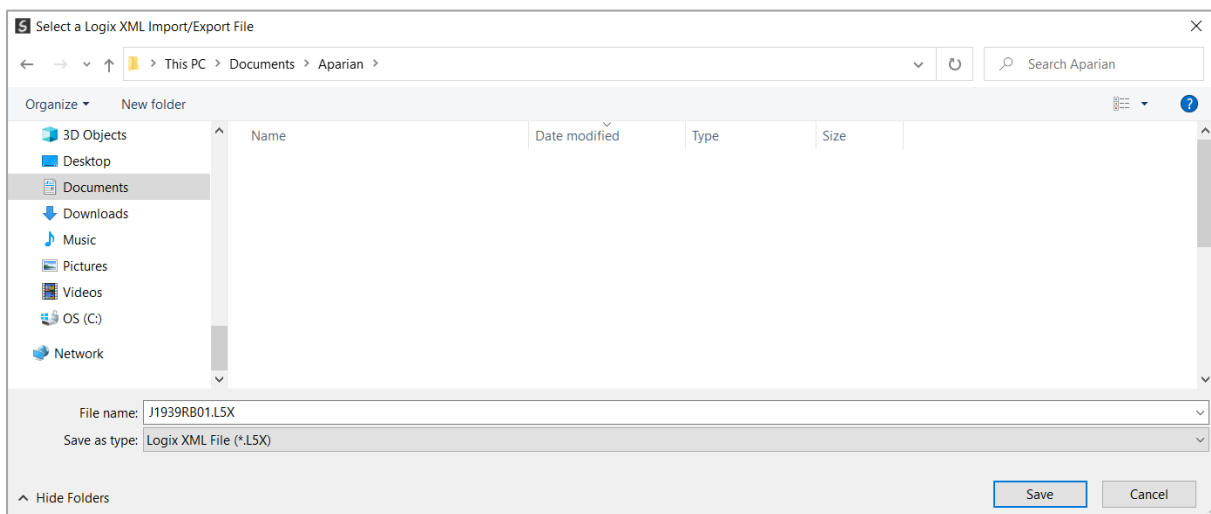 S Select a Logix XML Import/Export File
This PC > Documents > Aparian >
Search Aparian
Organize New folder
?
Name Date modified Type Size
3D Objects
Desktop
Documents
Downloads
Music
Pictures
Videos
OS (C:)
Network
File name: J1939RB01.L5X
Save as type: Logix XML File (*.L5X)
Hide Folders
Save Cancel